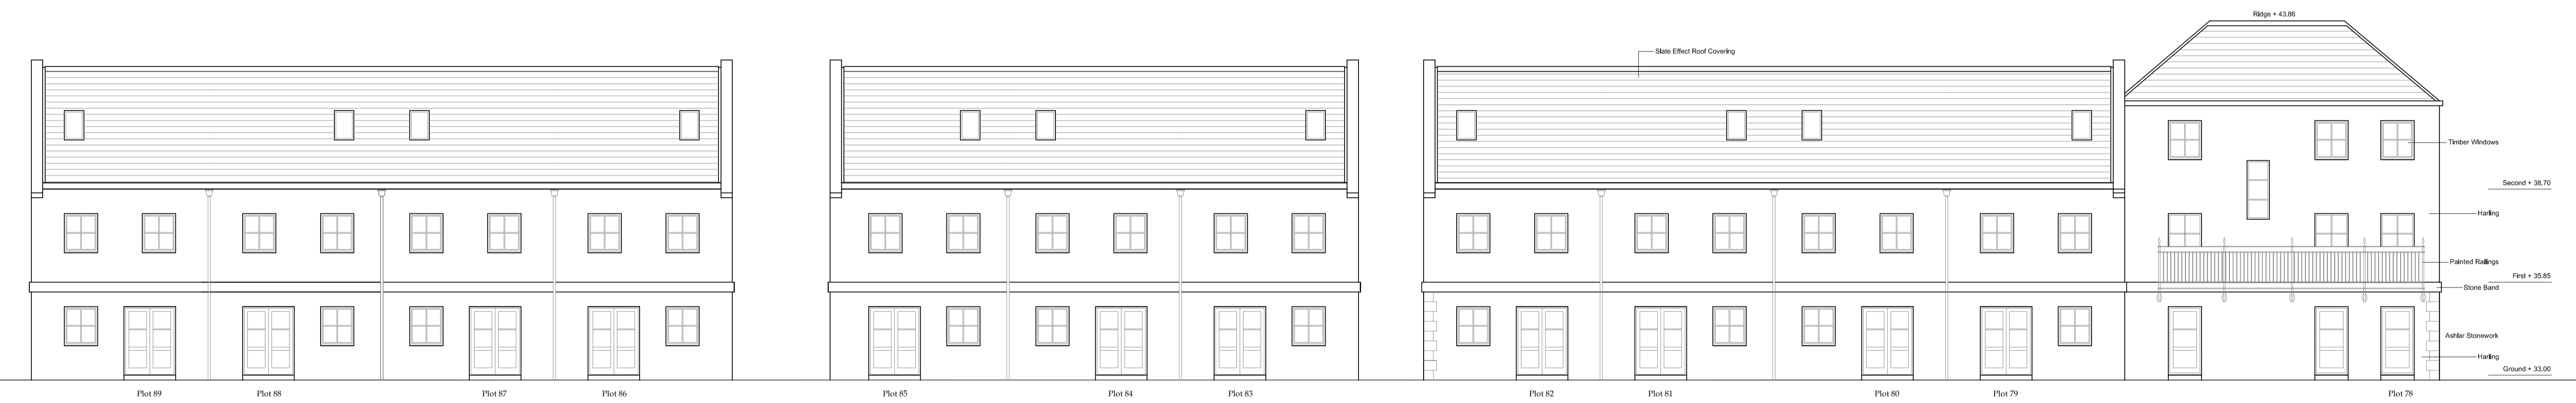 Ridge + 43.86
Slate Effect Roof Covering
Timber Windows
Second + 38.70
Harling
Painted Railings
First + 35.85
Stone Band
Ashlar Stonework
Harling
Ground + 33.00
Plot 89 Plot 88 Plot 87 Plot 86 Plot 85 Plot 84 Plot 83 Plot 82 Plot 81 Plot 80 Plot 79 Plot 78